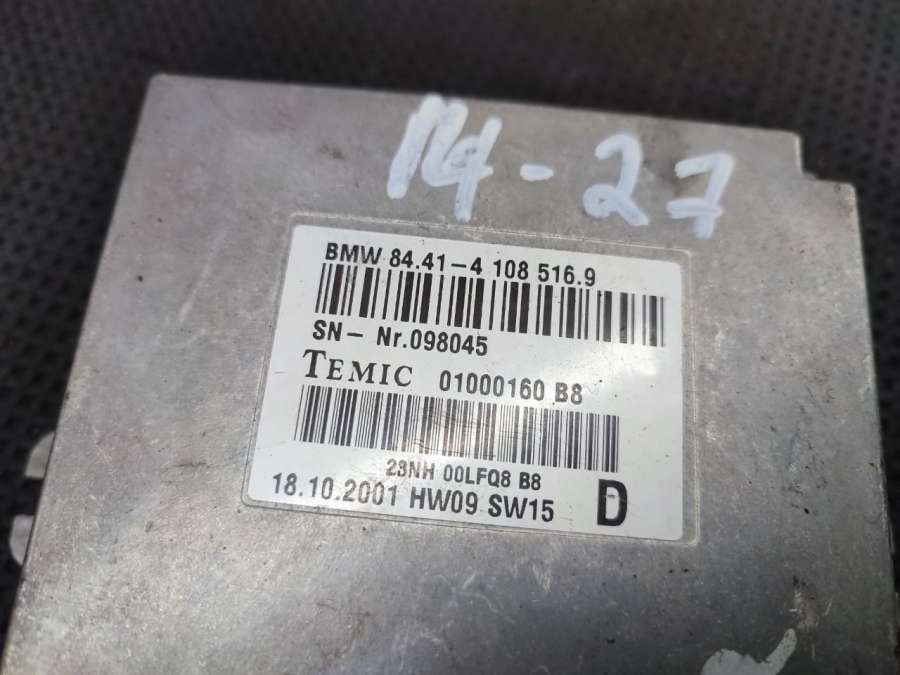 14-27
BMW 84.41-4 108 516.9
SN- Nr.098045
TEMIC 01000160 B8
23NH 00LFQ8 B8
18.10.2001 HW09 SW15 D